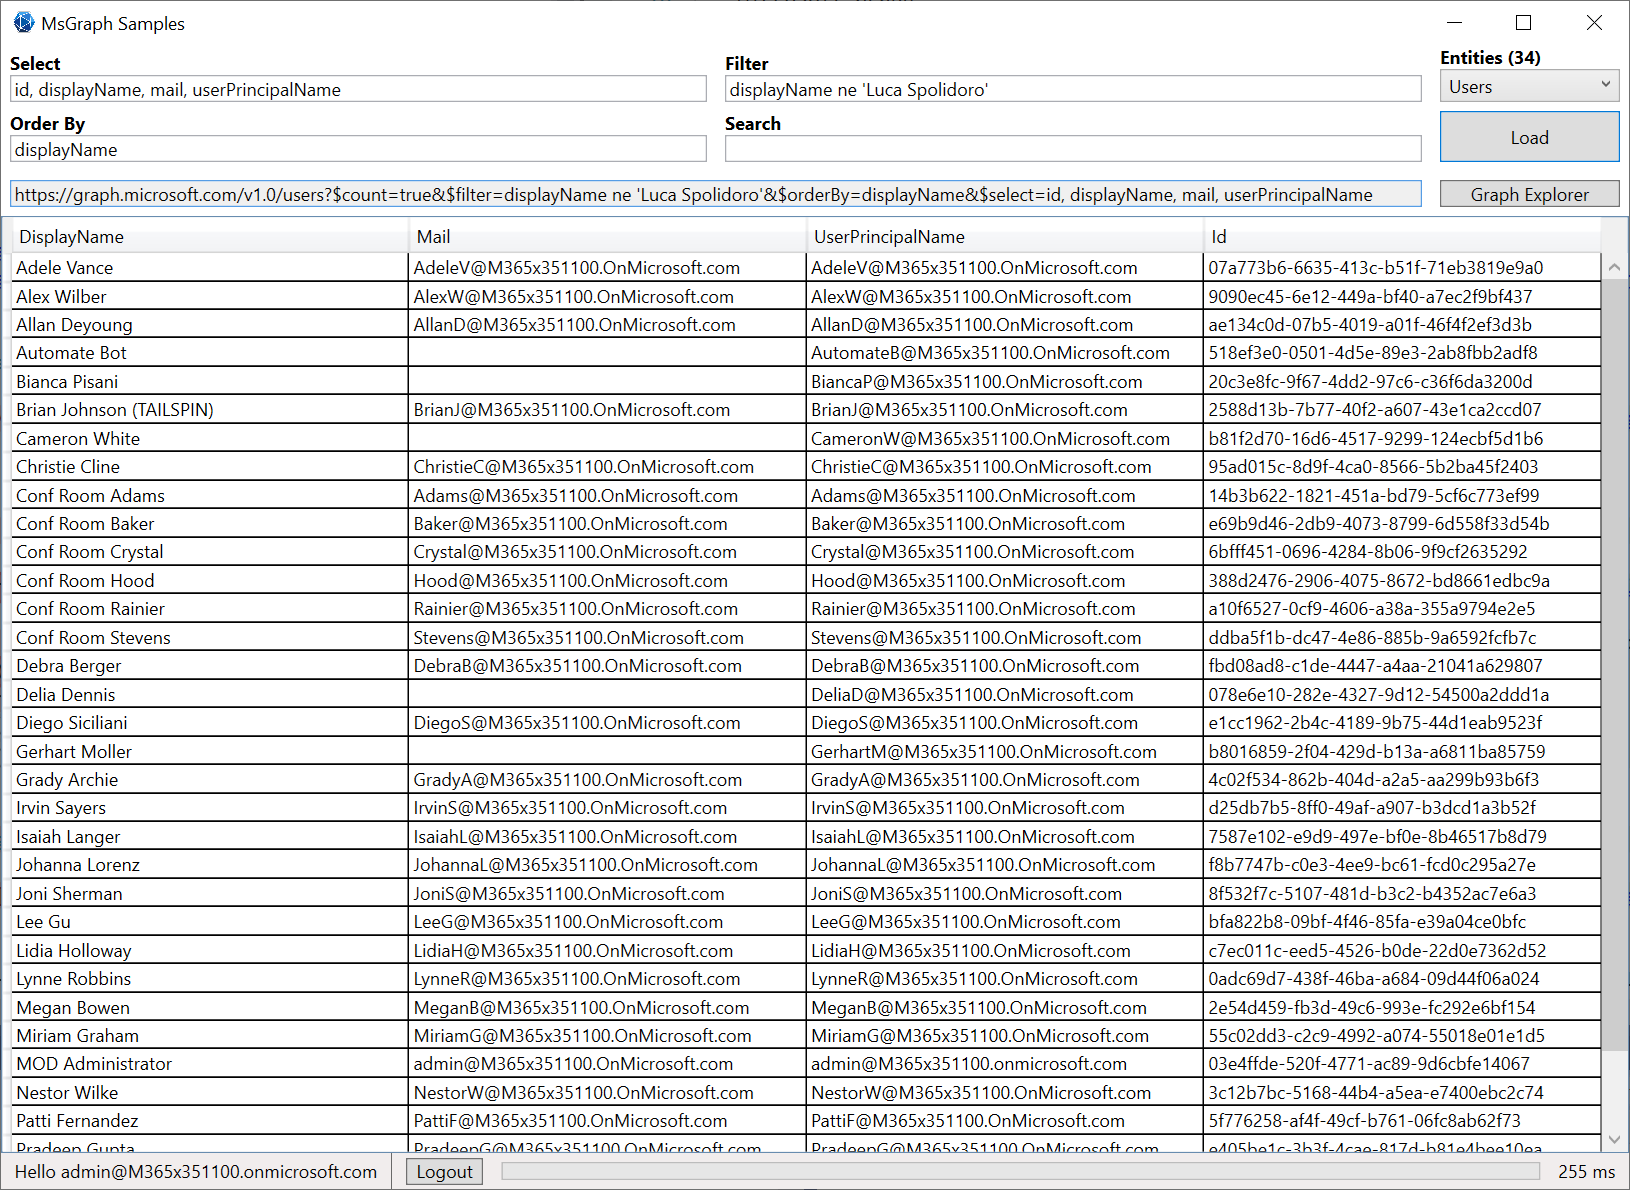 MsGraph Samples
Select
Filter
Entities (34)
id, displayName, mail, userPrincipalName
displayName ne 'Luca Spolidoro'
Users
Order By
Search
Load
displayName
https://graph.microsoft.com/v1.0/users?$count=true&$filter=displayName ne 'Luca Spolidoro'&$orderBy=displayName&$select=id, displayName, mail, userPrincipalName
Graph Explorer
DisplayName Mail UserPrincipalName Id
Adele Vance AdeleV@M365x351100.OnMicrosoft.com AdeleV@M365x351100.OnMicrosoft.com 07a773b6-6635-413c-b51f-71eb3819e9a0
Alex Wilber AlexW@M365x351100.OnMicrosoft.com AlexW@M365x351100.OnMicrosoft.com 9090ec45-6e12-449a-bf40-a7ec2f9bf437
Allan Deyoung AllanD@M365x351100.OnMicrosoft.com AllanD@M365x351100.OnMicrosoft.com ae134c0d-07b5-4019-a01f-46f4f2ef3d3b
Automate Bot AutomateB@M365x351100.OnMicrosoft.com 518ef3e0-0501-4d5e-89e3-2ab8fbb2adf8
Bianca Pisani BiancaP@M365x351100.OnMicrosoft.com 20c3e8fc-9f67-4dd2-97c6-c36f6da3200d
Brian Johnson (TAILSPIN) BrianJ@M365x351100.OnMicrosoft.com BrianJ@M365x351100.OnMicrosoft.com 2588d13b-7b77-40f2-a607-43e1ca2ccd07
Cameron White CameronW@M365x351100.OnMicrosoft.com b81f2d70-16d6-4517-9299-124ecbf5d1b6
Christie Cline ChristieC@M365x351100.OnMicrosoft.com ChristieC@M365x351100.OnMicrosoft.com 95ad015c-8d9f-4ca0-8566-5b2ba45f2403
Conf Room Adams Adams@M365x351100.OnMicrosoft.com Adams@M365x351100.OnMicrosoft.com 14b3b622-1821-451a-bd79-5cf6c773ef99
Conf Room Baker Baker@M365x351100.OnMicrosoft.com Baker@M365x351100.OnMicrosoft.com e69b9d46-2db9-4073-8799-6d558f33d54b
Conf Room Crystal Crystal@M365x351100.OnMicrosoft.com Crystal@M365x351100.OnMicrosoft.com 6bfff451-0696-4284-8b06-9f9cf2635292
Conf Room Hood Hood@M365x351100.OnMicrosoft.com Hood@M365x351100.OnMicrosoft.com 388d2476-2906-4075-8672-bd8661edbc9a
Conf Room Rainier Rainier@M365x351100.OnMicrosoft.com Rainier@M365x351100.OnMicrosoft.com a10f6527-0cf9-4606-a38a-355a9794e2e5
Conf Room Stevens Stevens@M365x351100.OnMicrosoft.com Stevens@M365x351100.OnMicrosoft.com ddba5f1b-dc47-4e86-885b-9a6592fcfb7c
Debra Berger DebraB@M365x351100.OnMicrosoft.com DebraB@M365x351100.OnMicrosoft.com fbd08ad8-c1de-4447-a4aa-21041a629807
Delia Dennis DeliaD@M365x351100.OnMicrosoft.com 078e6e10-282e-4327-9d12-54500a2ddd1a
Diego Siciliani DiegoS@M365x351100.OnMicrosoft.com DiegoS@M365x351100.OnMicrosoft.com e1cc1962-2b4c-4189-9b75-44d1eab9523f
Gerhart Moller GerhartM@M365x351100.OnMicrosoft.com b8016859-2f04-429d-b13a-a6811ba85759
Grady Archie GradyA@M365x351100.OnMicrosoft.com GradyA@M365x351100.OnMicrosoft.com 4c02f534-862b-404d-a2a5-aa299b93b6f3
Irvin Sayers IrvinS@M365x351100.OnMicrosoft.com IrvinS@M365x351100.OnMicrosoft.com d25db7b5-8ff0-49af-a907-b3dcd1a3b52f
Isaiah Langer IsaiahL@M365x351100.OnMicrosoft.com IsaiahL@M365x351100.OnMicrosoft.com 7587e102-e9d9-497e-bf0e-8b46517b8d79
Johanna Lorenz JohannaL@M365x351100.OnMicrosoft.com JohannaL@M365x351100.OnMicrosoft.com f8b7747b-c0e3-4ee9-bc61-fcd0c295a27e
Joni Sherman JoniS@M365x351100.OnMicrosoft.com JoniS@M365x351100.OnMicrosoft.com 8f532f7c-5107-481d-b3c2-b4352ac7e6a3
Lee Gu LeeG@M365x351100.OnMicrosoft.com LeeG@M365x351100.OnMicrosoft.com bfa822b8-09bf-4f46-85fa-e39a04ce0bfc
Lidia Holloway LidiaH@M365x351100.OnMicrosoft.com LidiaH@M365x351100.OnMicrosoft.com c7ec011c-eed5-4526-b0de-22d0e7362d52
Lynne Robbins LynneR@M365x351100.OnMicrosoft.com LynneR@M365x351100.OnMicrosoft.com 0adc69d7-438f-46ba-a684-09d44f06a024
Megan Bowen MeganB@M365x351100.OnMicrosoft.com MeganB@M365x351100.OnMicrosoft.com 2e54d459-fb3d-49c6-993e-fc292e6bf154
Miriam Graham MiriamG@M365x351100.OnMicrosoft.com MiriamG@M365x351100.OnMicrosoft.com 55c02dd3-c2c9-4992-a074-55018e01e1d5
MOD Administrator admin@M365x351100.OnMicrosoft.com admin@M365x351100.onmicrosoft.com 03e4ffde-520f-4771-ac89-9d6cbfe14067
Nestor Wilke NestorW@M365x351100.OnMicrosoft.com NestorW@M365x351100.OnMicrosoft.com 3c12b7bc-5168-44b4-a5ea-e7400ebc2c74
Patti Fernandez PattiF@M365x351100.OnMicrosoft.com PattiF@M365x351100.OnMicrosoft.com 5f776258-af4f-49cf-b761-06fc8ab62f73
Pradeep Gupta PradeepG@M365x351100.OnMicrosoft.com PradeepG@M365x351100.OnMicrosoft.com e405be1c-3b3f-4cae-817d-b81e4bee10ea
Hello admin@M365x351100.onmicrosoft.com
Logout
255 ms